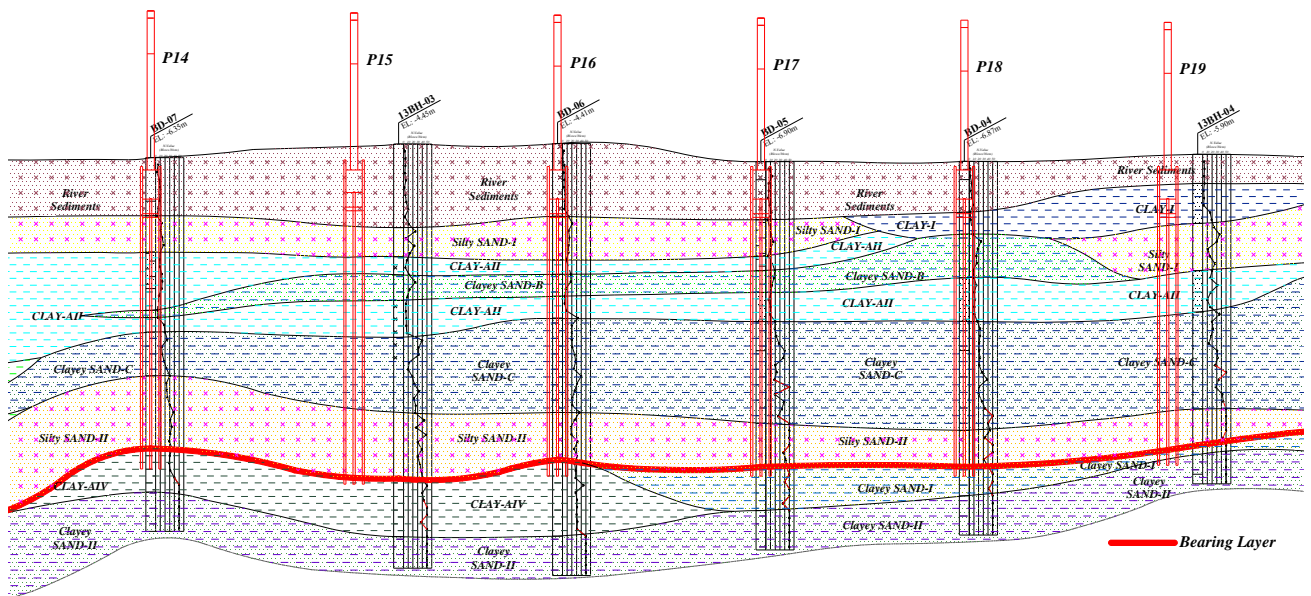 P14
P15
P16
P17
P18
P19
BD-07
EL: -6.35m
13BH-03
EL: -4.45m
BD-06
EL: -4.41m
BD-05
EL: -6.90m
BD-04
EL: -6.87m
13BH-04
EL: -5.90m
River
Sediments
River
Sediments
River
Sediments
River Sediments
CLAY-I
CLAY-I
Silty SAND-I
Silty SAND-I
Silty
SAND-I
CLAY-AII
CLAY-AII
Clayey SAND-B
Clayey SAND-B
CLAY-AII
CLAY-AII
CLAY-AII
CLAY-AII
Clayey SAND-C
Clayey
SAND-C
Clayey
SAND-C
Clayey SAND-C
Silty SAND-II
Silty SAND-II
Silty SAND-II
Clayey SAND-I
Clayey SAND-I
CLAY-AIV
CLAY-AIV
Clayey
SAND-II
Clayey
SAND-II
Clayey SAND-II
Clayey
SAND-II
Bearing Layer